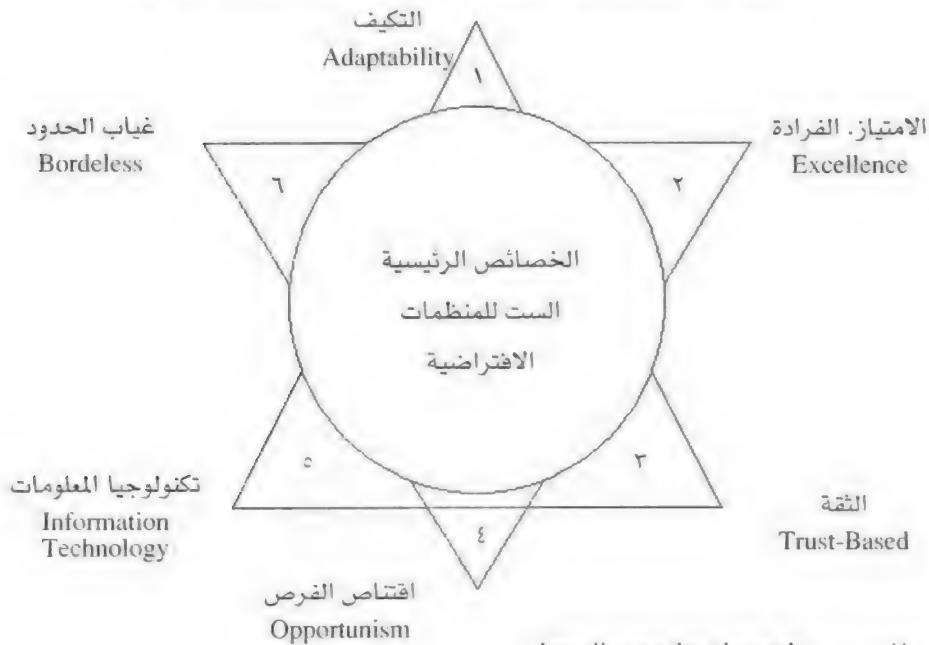 التكيف
Adaptability
١
الامتياز. الفرادة
Excellence
٢
غياب الحدود
Bordeless
٦
الخصائص الرئيسية
الست للمنظمات
الافتراضية
٣
الثقة
Trust-Based
٥
تكنولوجيا المعلومات
Information
Technology
٤
اقتناص الفرص
Opportunism